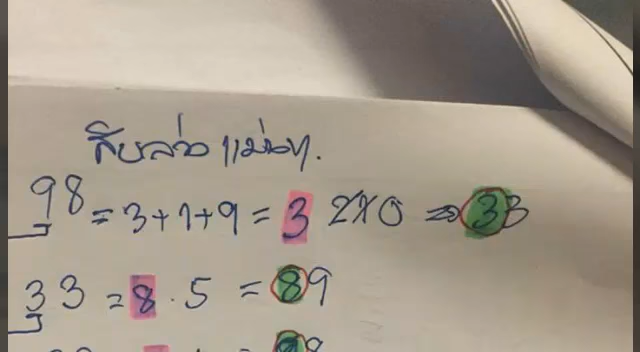 สิบล่าง แม่นๆ.
98 = 3+1+9 = 3 2x0 ⇒ 33
33 = 8.5 = 89